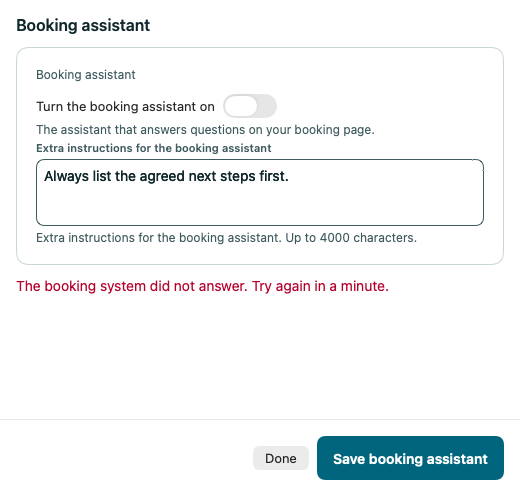 Booking assistant
Booking assistant
Turn the booking assistant on
The assistant that answers questions on your booking page.
Extra instructions for the booking assistant
Always list the agreed next steps first.
Extra instructions for the booking assistant. Up to 4000 characters.
The booking system did not answer. Try again in a minute.
Done
Save booking assistant